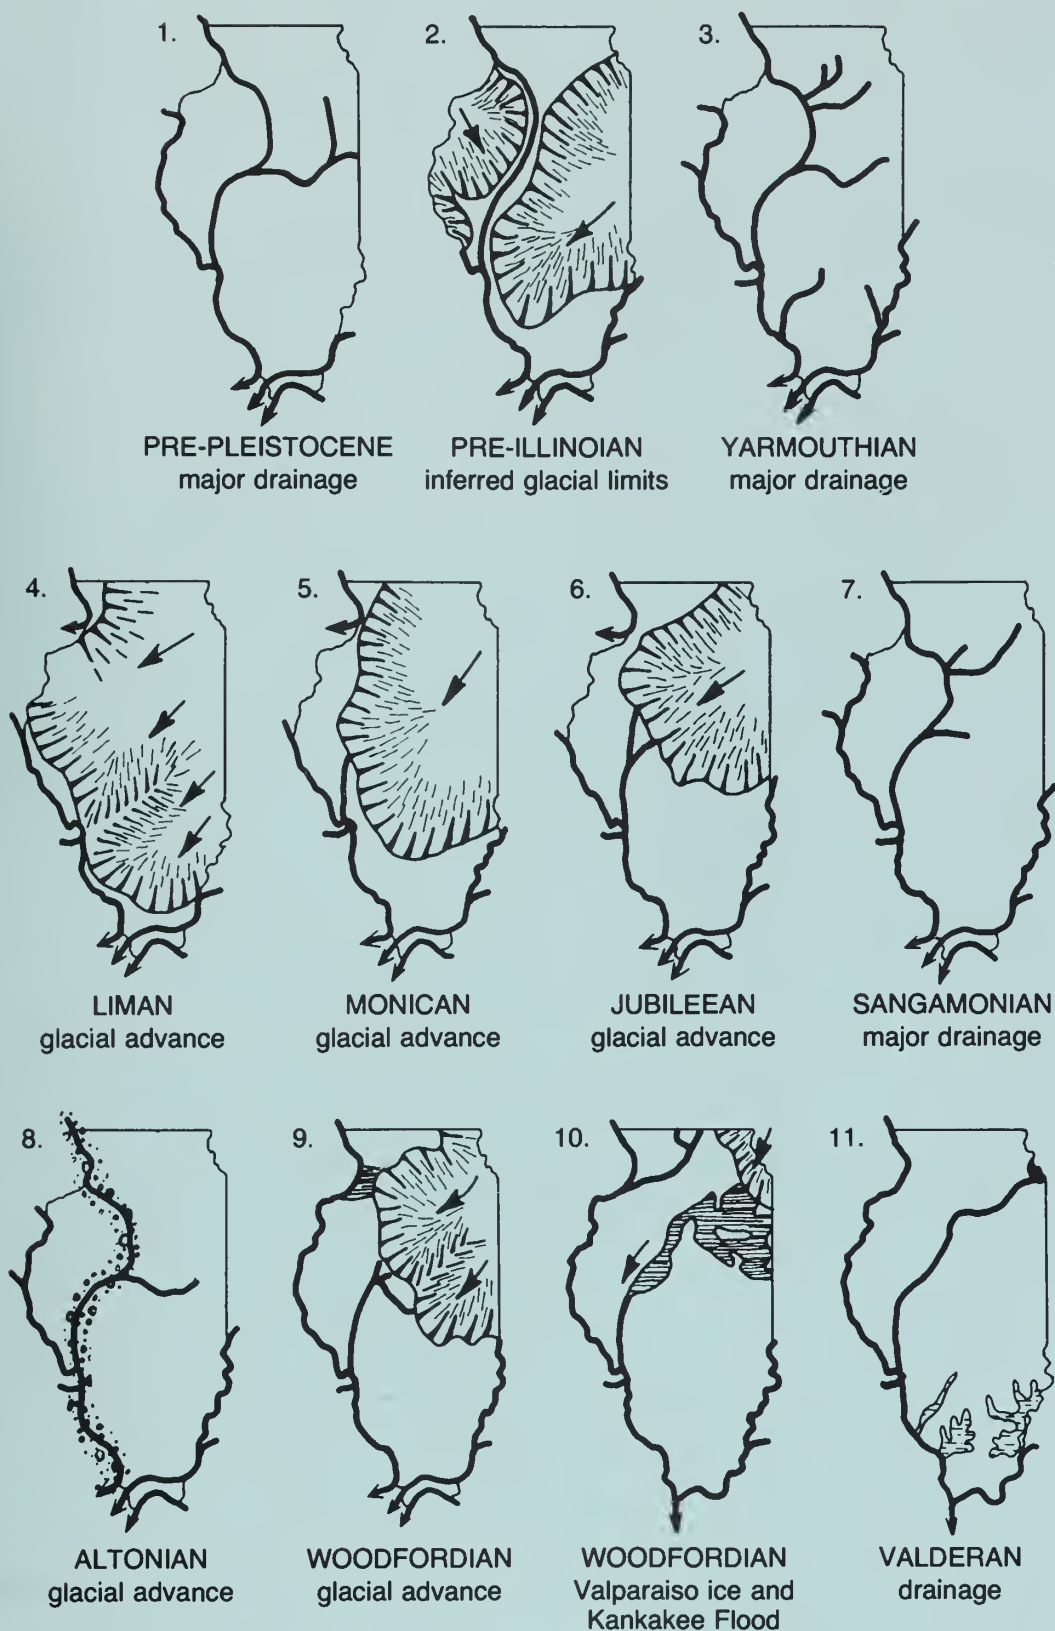 1.
2.
3.
PRE-PLEISTOCENE
major drainage
PRE-ILLINOIAN
inferred glacial limits
YARMOUTHIAN
major drainage
4.
5.
6.
7.
LIMAN
glacial advance
MONICAN
glacial advance
JUBILEEAN
glacial advance
SANGAMONIAN
major drainage
8.
9.
10.
11.
ALTONIAN
glacial advance
WOODFORDIAN
glacial advance
WOODFORDIAN
Valparaiso ice and
Kankakee Flood
VALDERAN
drainage